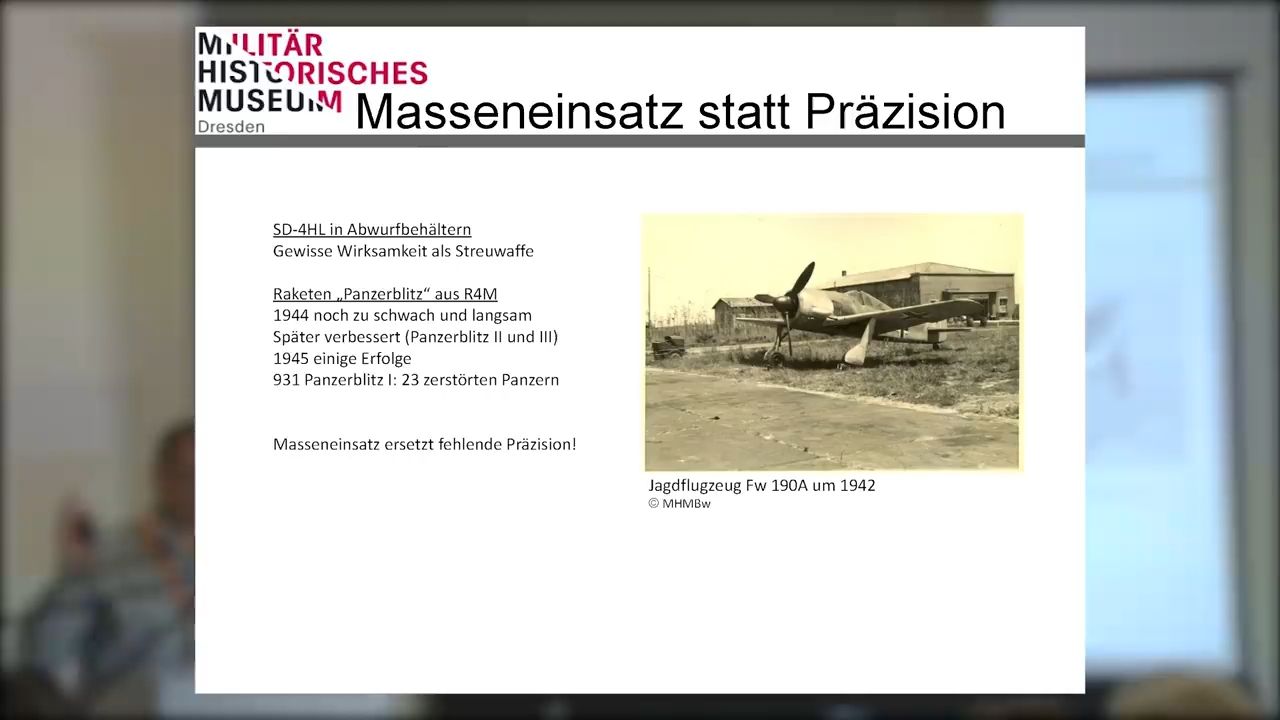 MILITÄR
HISTORISCHES
MUSEUM
Dresden
Masseneinsatz statt Präzision
SD-4HL in Abwurfbehältern
Gewisse Wirksamkeit als Streuwaffe
Raketen „Panzerblitz“ aus R4M
1944 noch zu schwach und langsam
Später verbessert (Panzerblitz II und III)
1945 einige Erfolge
931 Panzerblitz I: 23 zerstörten Panzern
Masseneinsatz ersetzt fehlende Präzision!
Jagdflugzeug Fw 190A um 1942
© MHMBw